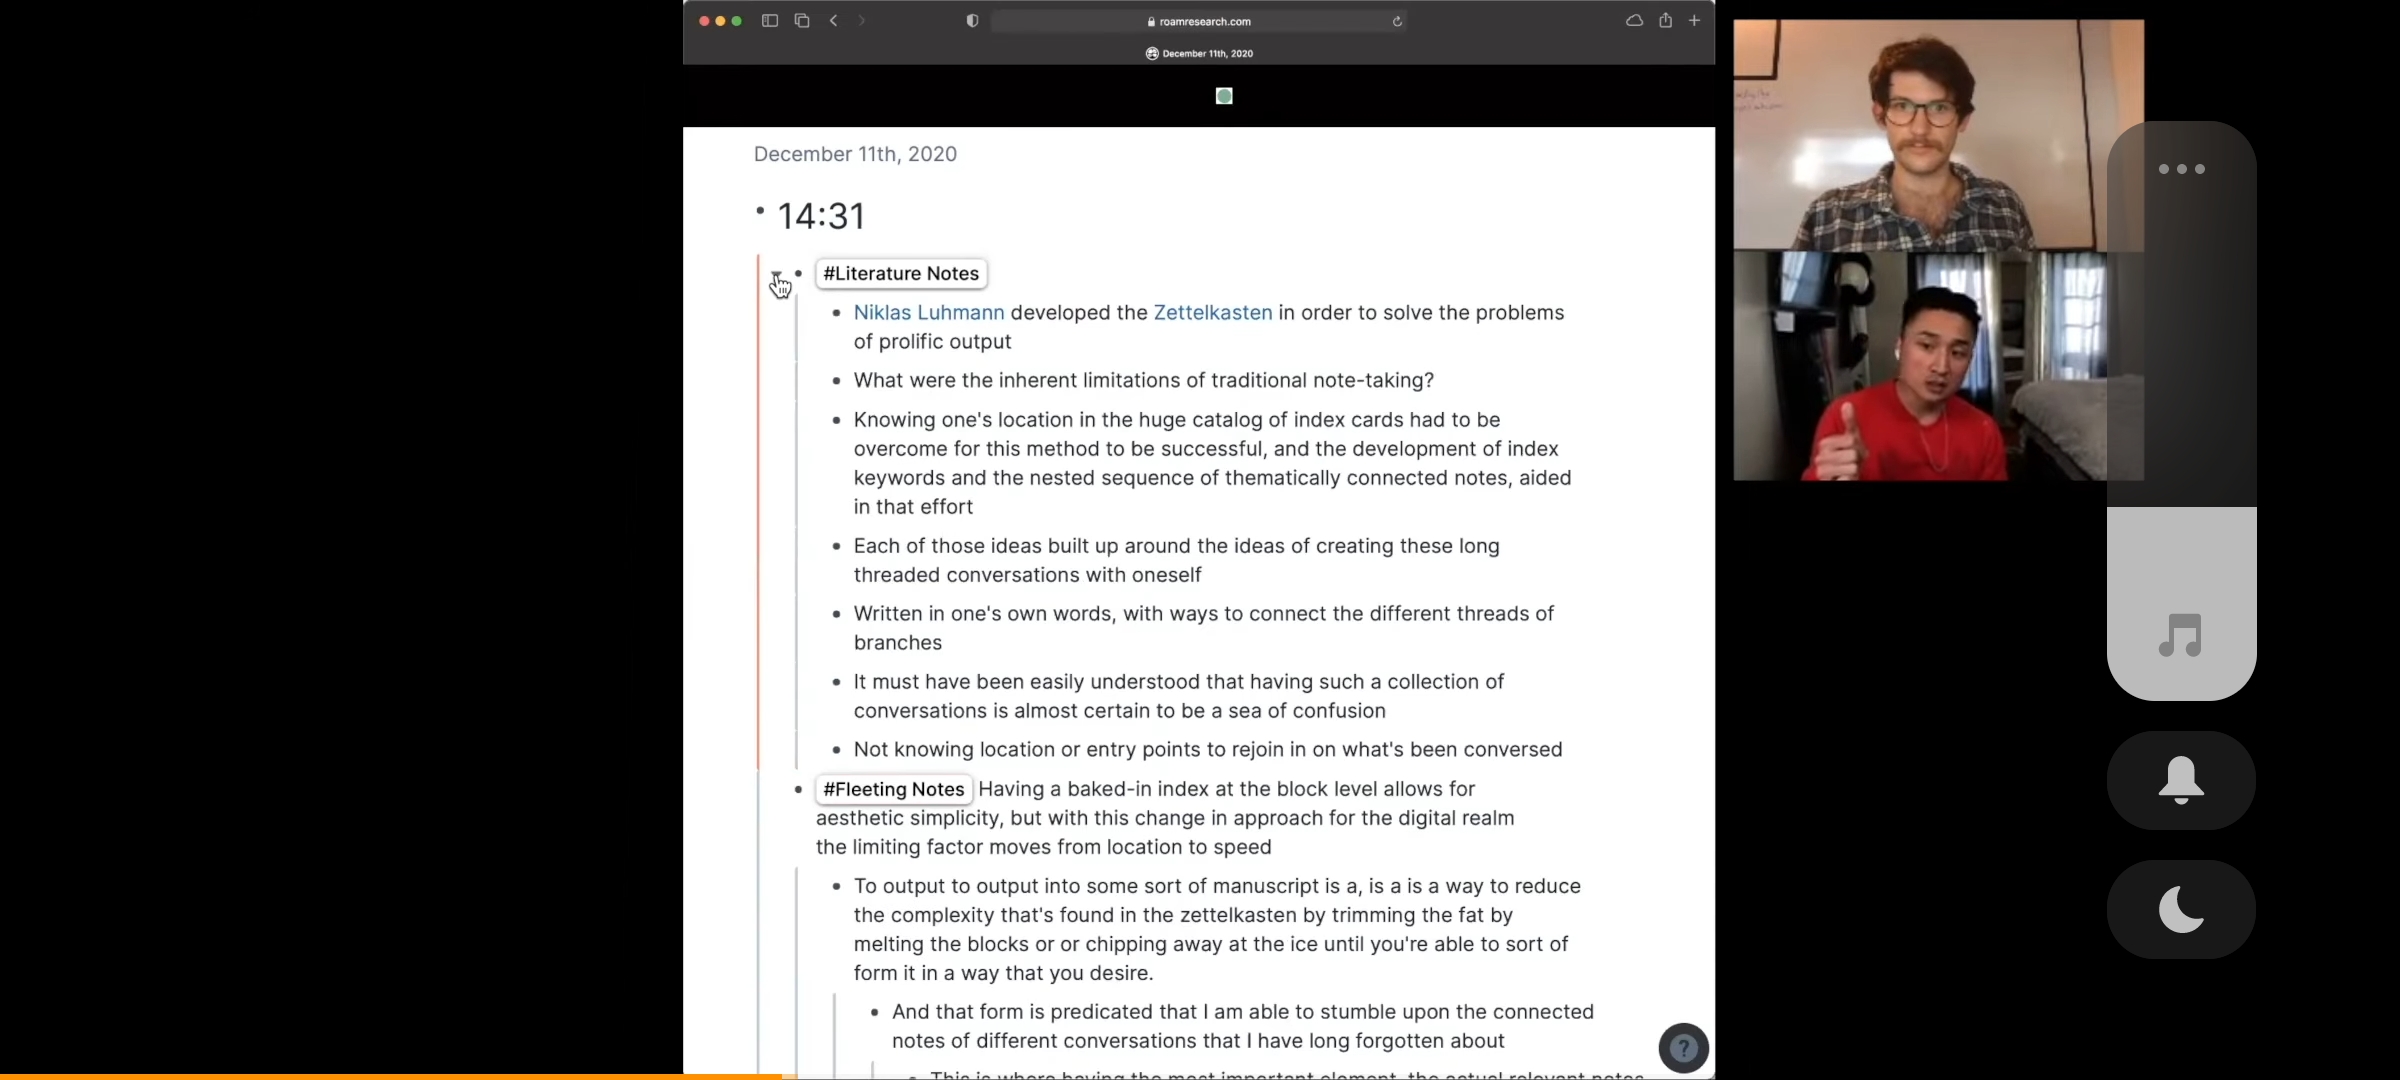 roamresearch.com
December 11th, 2020
December 11th, 2020
14:31
#Literature Notes
Niklas Luhmann developed the Zettelkasten in order to solve the problems
of prolific output
What were the inherent limitations of traditional note-taking?
Knowing one's location in the huge catalog of index cards had to be
overcome for this method to be successful, and the development of index
keywords and the nested sequence of thematically connected notes, aided
in that effort
Each of those ideas built up around the ideas of creating these long
threaded conversations with oneself
Written in one's own words, with ways to connect the different threads of
branches
It must have been easily understood that having such a collection of
conversations is almost certain to be a sea of confusion
Not knowing location or entry points to rejoin in on what's been conversed
#Fleeting Notes Having a baked-in index at the block level allows for
aesthetic simplicity, but with this change in approach for the digital realm
the limiting factor moves from location to speed
To output to output into some sort of manuscript is a, is a is a way to reduce
the complexity that's found in the zettelkasten by trimming the fat by
melting the blocks or or chipping away at the ice until you're able to sort of
form it in a way that you desire.
And that form is predicated that I am able to stumble upon the connected
notes of different conversations that I have long forgotten about
This is where having the most important element, the actual relevant notes
?